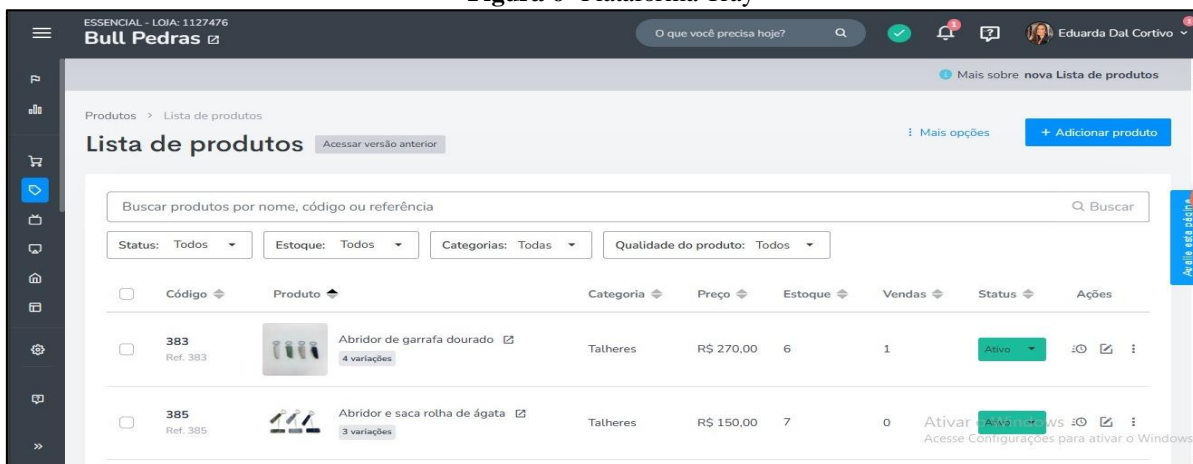 ESSENCIAL - LOJA: 1127476
Bull Pedras
O que você precisa hoje?
Eduarda Dal Cortivo
Mais sobre nova Lista de produtos
Produtos > Lista de produtos
Lista de produtos Acessar versão anterior
Mais opções
+ Adicionar produto
Avalie esta página
Buscar produtos por nome, código ou referência
Buscar
Status: Todos
Estoque: Todos
Categorias: Todas
Qualidade do produto: Todos
Código Produto Categoria Preço Estoque Vendas Status Ações
383 Abridor de garrafa dourado Talheres R$ 270,00 6 1 Ativo
Ref. 383 4 variações
385 Abridor e saca rolha de ágata Talheres R$ 150,00 7 0 Ativo
Ref. 385 3 variações
Ativar o Windows
Acesse Configurações para ativar o Windows